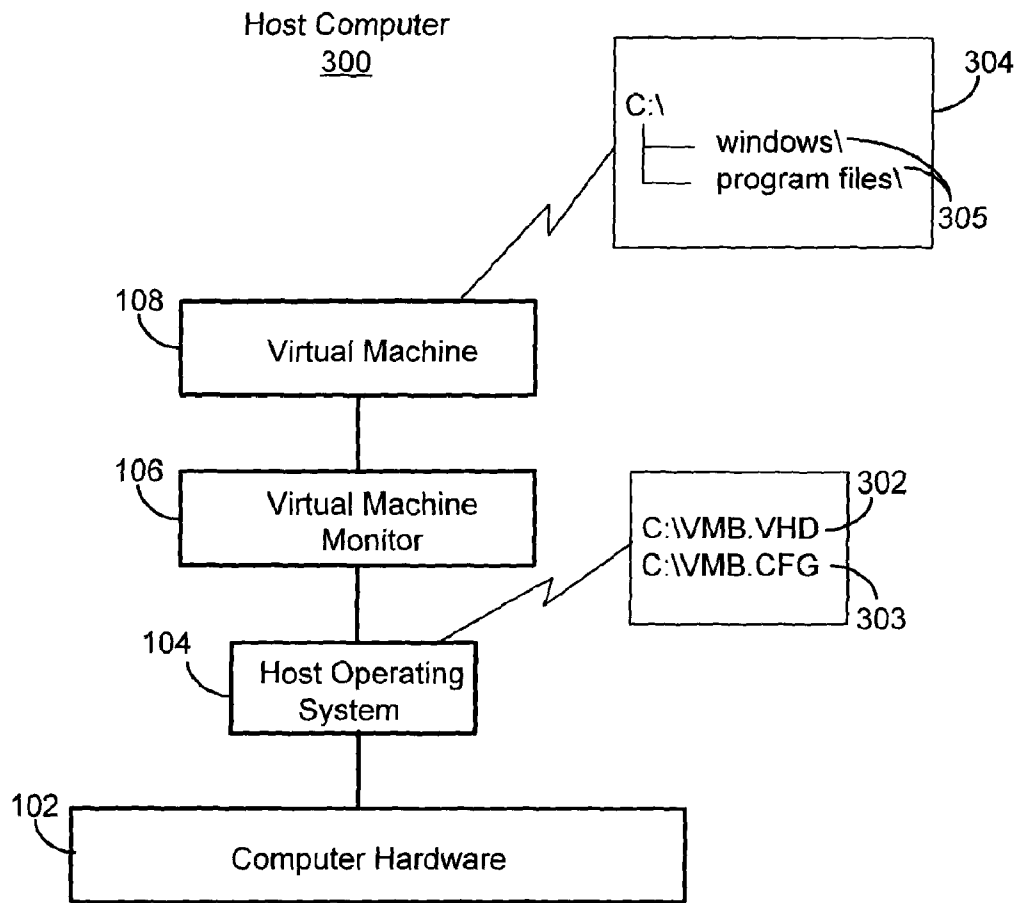 Host Computer
300
304
C:\
windows\
program files\
305
108
Virtual Machine
106
Virtual Machine
Monitor
302
C:\VMB.VHD
C:\VMB.CFG
303
104
Host Operating
System
102
Computer Hardware